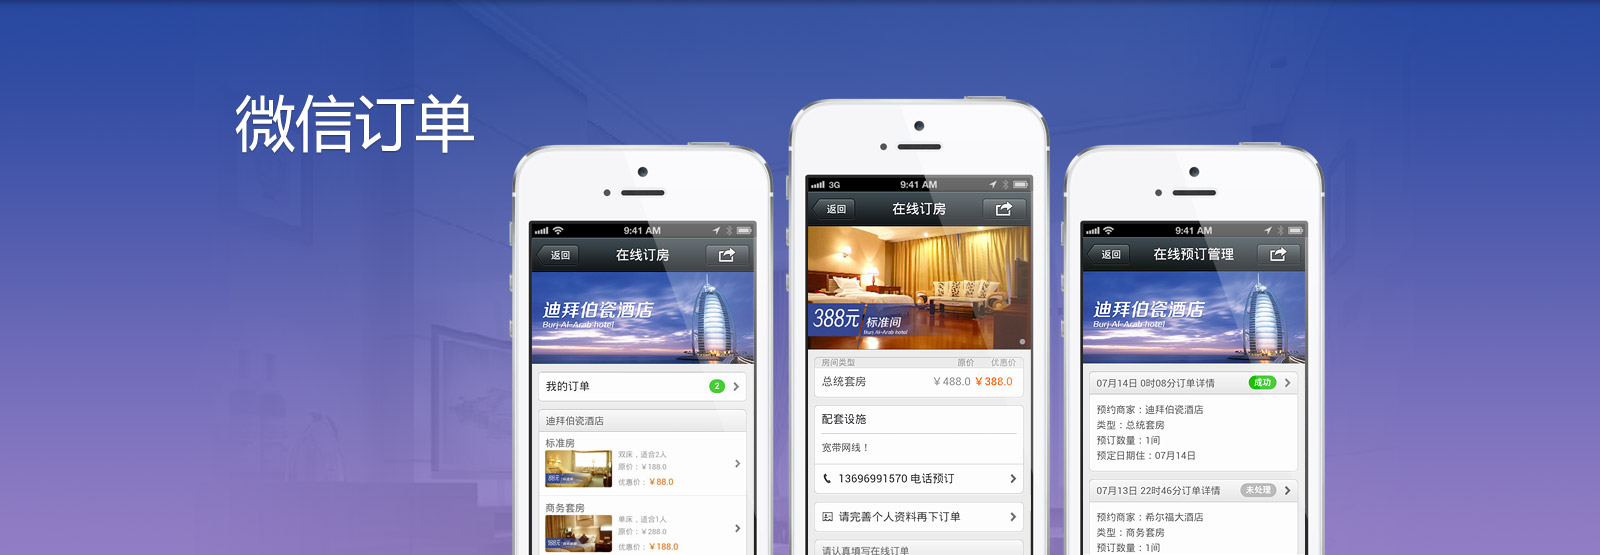 微信订单
9:41 AM
返回
在线订房
迪拜伯瓷酒店
Burj Al-Arab hotel
我的订单
2
迪拜伯瓷酒店
标准房
双床，适合2人
原价：￥188.0
优惠价：￥88.0
商务套房
单床，适合1人
原价：￥288.0
优惠价：￥188.0
3G
9:41 AM
返回
在线订房
388元 标准间
Burj Al-Arab hotel
房间类型 原价 优惠价
总统套房 ￥488.0 ￥388.0
配套设施
宽带网线！
13696991570 电话预订
请完善个人资料再下订单
请认真填写在线订单
9:41 AM
返回
在线预订管理
迪拜伯瓷酒店
Burj Al-Arab hotel
07月14日 0时08分订单详情 成功
预约商家：迪拜伯瓷酒店
类型：总统套房
预订数量：1间
预定日期住：07月14日
07月13日 22时46分订单详情 未处理
预约商家：希尔福大酒店
类型：商务套房
预订数量：1间